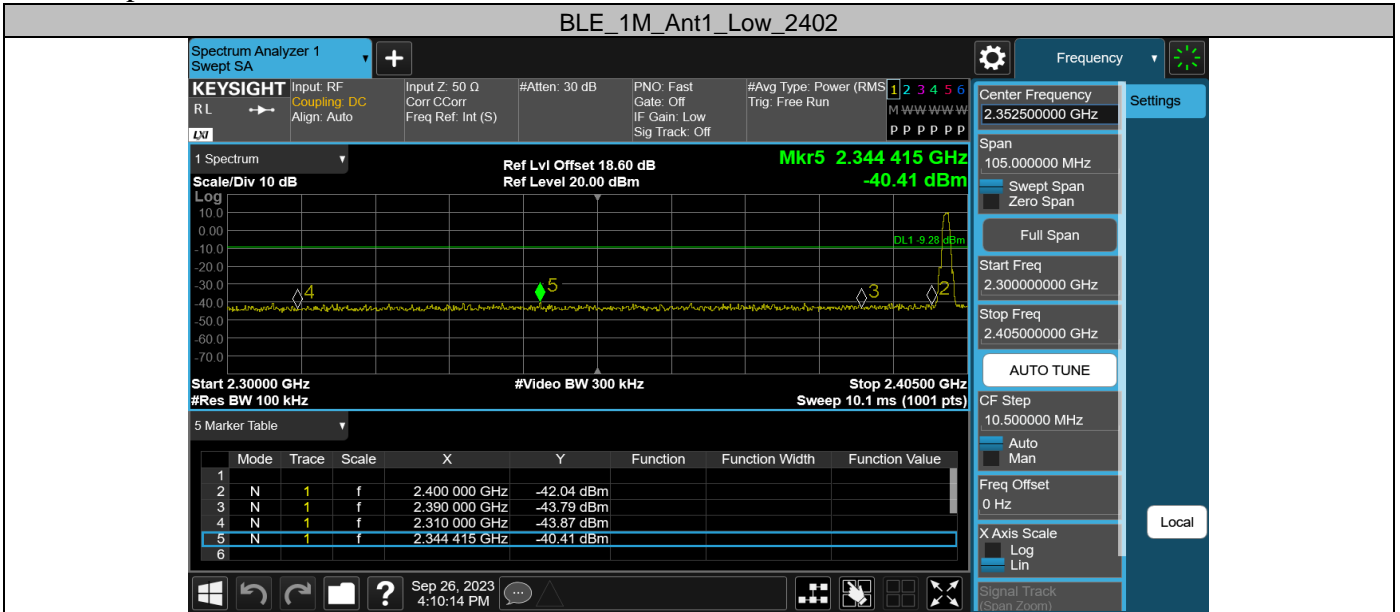 BLE_1M_Ant1_Low_2402
Spectrum Analyzer 1
Swept SA
Frequency
KEYSIGHT
RL
LXI
Input: RF
Coupling: DC
Align: Auto
Input Z: 50 Ω
Corr CCorr
Freq Ref: Int (S)
#Atten: 30 dB
PNO: Fast
Gate: Off
IF Gain: Low
Sig Track: Off
#Avg Type: Power (RMS
Trig: Free Run
1 2 3 4 5 6
M W W W W W
P P P P P P
1 Spectrum
Scale/Div 10 dB
Ref Lvl Offset 18.60 dB
Ref Level 20.00 dBm
Mkr5 2.344 415 GHz
-40.41 dBm
Log
10.0
0.00
-10.0
-20.0
-30.0
-40.0
-50.0
-60.0
-70.0
DL1 -9.28 dBm
4
5
3
2
Start 2.30000 GHz
#Res BW 100 kHz
#Video BW 300 kHz
Stop 2.40500 GHz
Sweep 10.1 ms (1001 pts)
5 Marker Table
Mode Trace Scale X Y Function Function Width Function Value
1
2 N 1 f 2.400 000 GHz -42.04 dBm
3 N 1 f 2.390 000 GHz -43.79 dBm
4 N 1 f 2.310 000 GHz -43.87 dBm
5 N 1 f 2.344 415 GHz -40.41 dBm
6
Sep 26, 2023
4:10:14 PM
Center Frequency
2.352500000 GHz
Span
105.000000 MHz
Swept Span
Zero Span
Full Span
Start Freq
2.300000000 GHz
Stop Freq
2.405000000 GHz
AUTO TUNE
CF Step
10.500000 MHz
Auto
Man
Freq Offset
0 Hz
X Axis Scale
Log
Lin
Signal Track
(Span Zoom)
Settings
Local